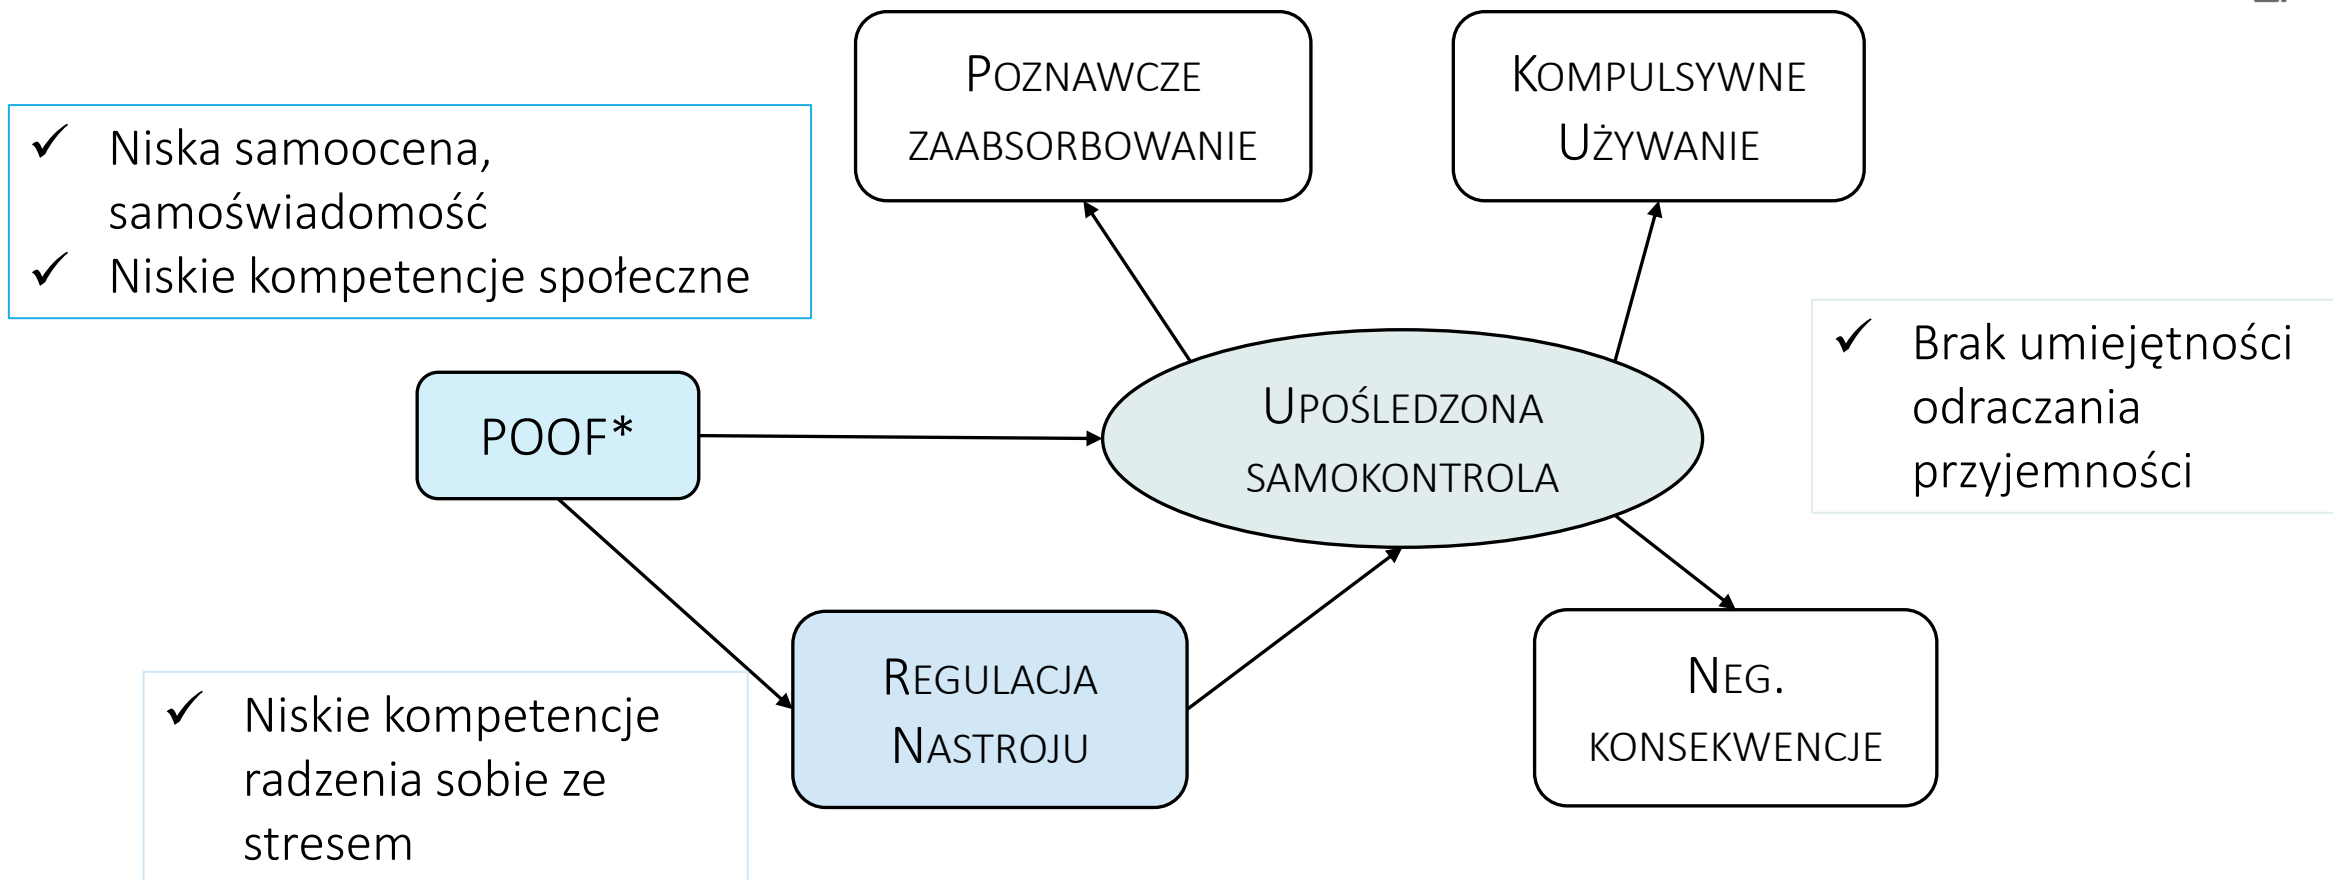 Poznawcze
zaabsorbowanie
Kompulsywne
Używanie
✓ Niska samoocena,
samoświadomość
✓ Niskie kompetencje społeczne
✓ Brak umiejętności
odraczania
przyjemności
POOF*
Upośledzona
samokontrola
✓ Niskie kompetencje
radzenia sobie ze
stresem
Regulacja
Nastroju
Neg.
konsekwencje